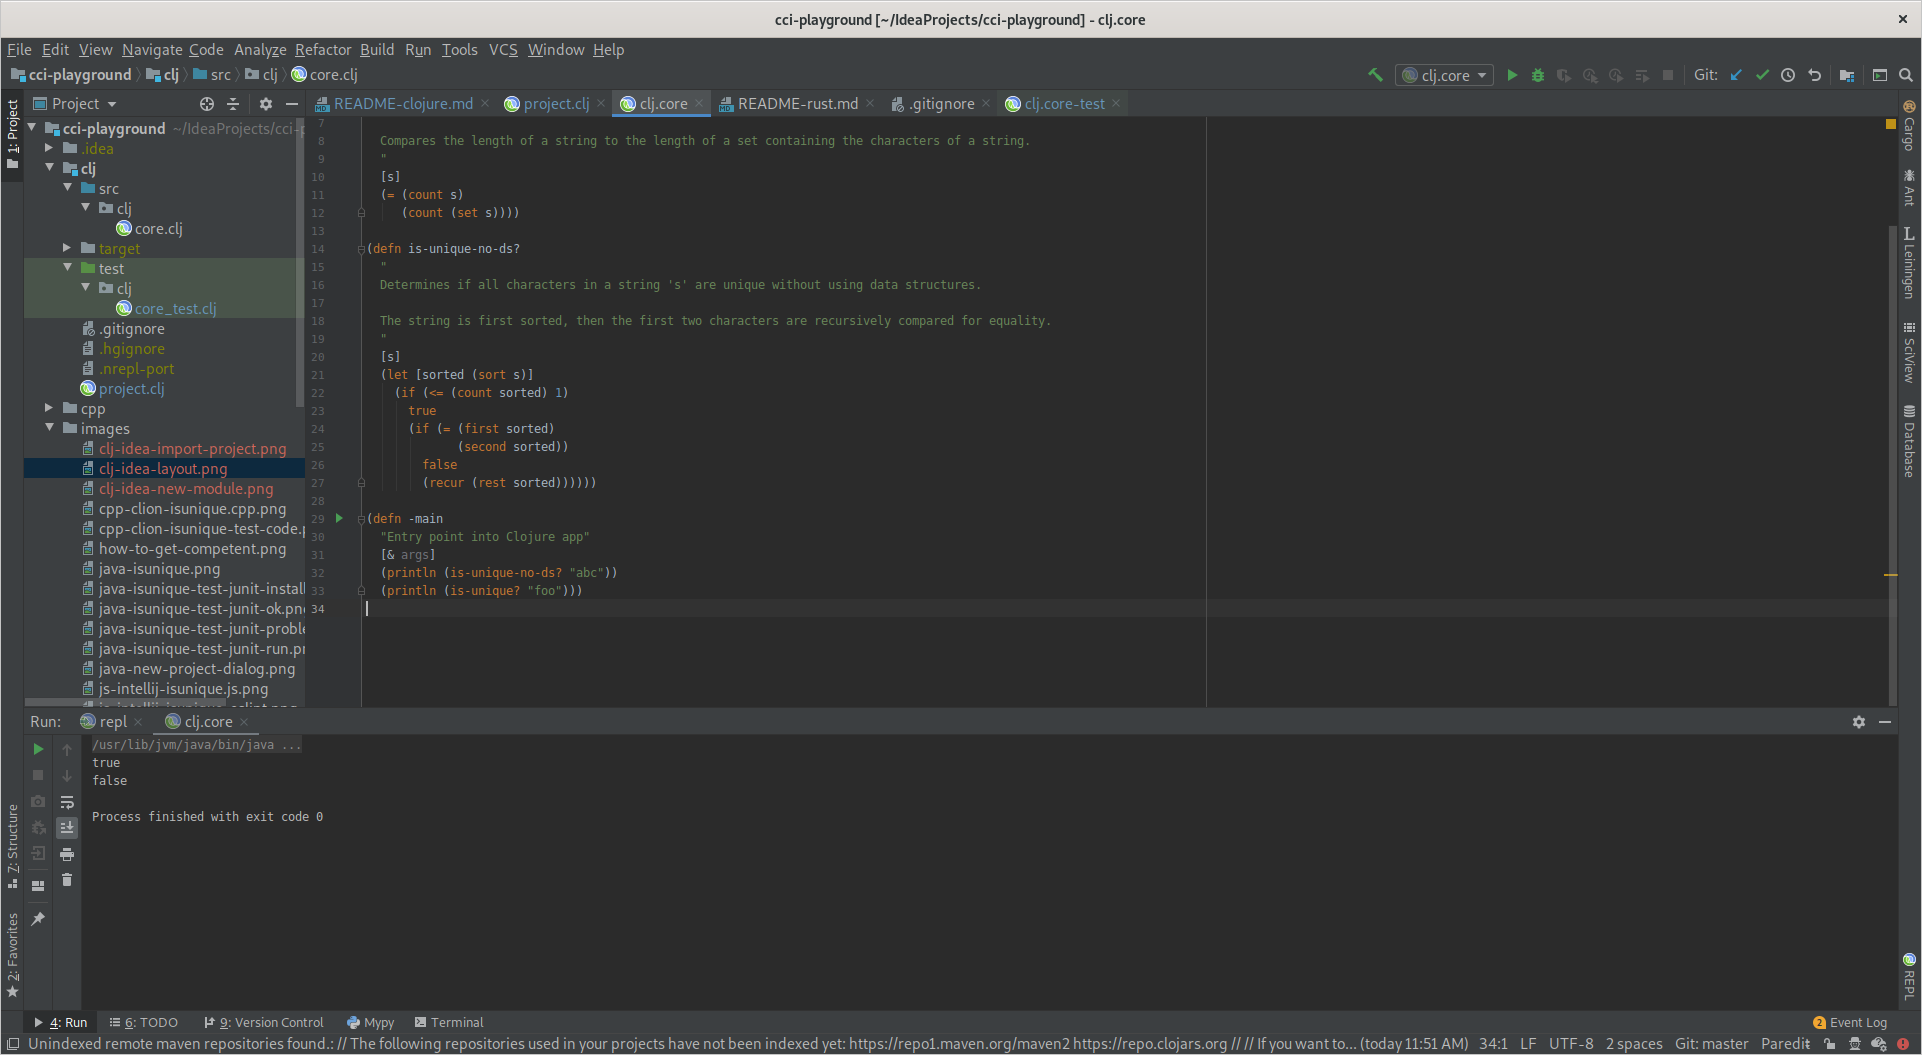 cci-playground [~/IdeaProjects/cci-playground] - clj.core
File Edit View Navigate Code Analyze Refactor Build Run Tools VCS Window Help
cci-playground clj src clj core.clj
clj.core
Git:
1: Project
Project
README-clojure.md project.clj clj.core README-rust.md .gitignore clj.core-test
cci-playground ~/IdeaProjects/cci-p
.idea
clj
src
clj
core.clj
target
test
clj
core_test.clj
.gitignore
.hgignore
.nrepl-port
project.clj
cpp
images
clj-idea-import-project.png
clj-idea-layout.png
clj-idea-new-module.png
cpp-clion-isunique.cpp.png
cpp-clion-isunique-test-code.p
how-to-get-competent.png
java-isunique.png
java-isunique-test-junit-install
java-isunique-test-junit-ok.png
java-isunique-test-junit-proble
java-isunique-test-junit-run.pn
java-new-project-dialog.png
js-intellij-isunique.js.png
7
8 Compares the length of a string to the length of a set containing the characters of a string.
9 "
10 [s]
11 (= (count s)
12 (count (set s))))
13
14 (defn is-unique-no-ds?
15 "
16 Determines if all characters in a string 's' are unique without using data structures.
17
18 The string is first sorted, then the first two characters are recursively compared for equality.
19 "
20 [s]
21 (let [sorted (sort s)]
22 (if (<= (count sorted) 1)
23 true
24 (if (= (first sorted)
25 (second sorted))
26 false
27 (recur (rest sorted))))))
28
29 (defn -main
30 "Entry point into Clojure app"
31 [& args]
32 (println (is-unique-no-ds? "abc"))
33 (println (is-unique? "foo")))
34
Cargo
Ant
Leiningen
SciView
Database
REPL
Run: repl clj.core
/usr/lib/jvm/java/bin/java ...
true
false
Process finished with exit code 0
7: Structure
2: Favorites
4: Run 6: TODO 9: Version Control Mypy Terminal
2 Event Log
Unindexed remote maven repositories found.: // The following repositories used in your projects have not been indexed yet: https://repo1.maven.org/maven2 https://repo.clojars.org // // If you want to... (today 11:51 AM) 34:1 LF UTF-8 2 spaces Git: master Paredit